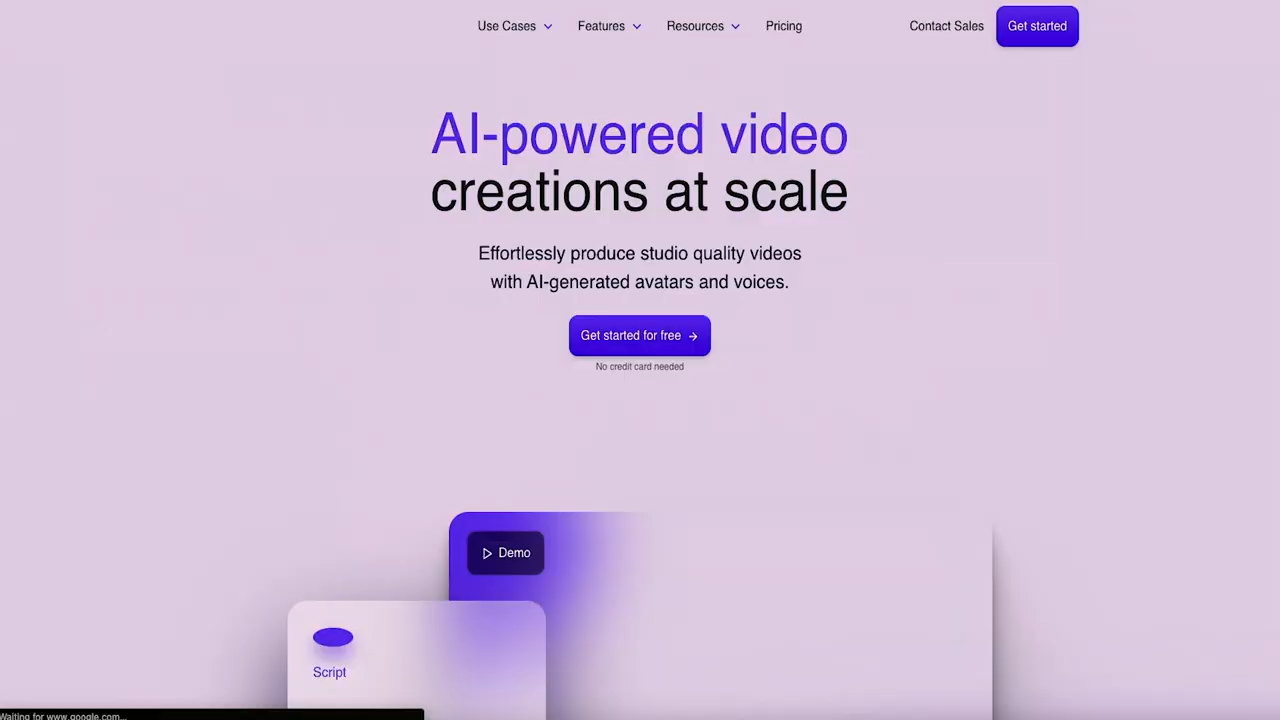 Use Cases Features Resources Pricing Contact Sales Get started
AI-powered video
creations at scale
Effortlessly produce studio quality videos
with AI-generated avatars and voices.
Get started for free →
No credit card needed
Demo
Script
Waiting for www.google.com...